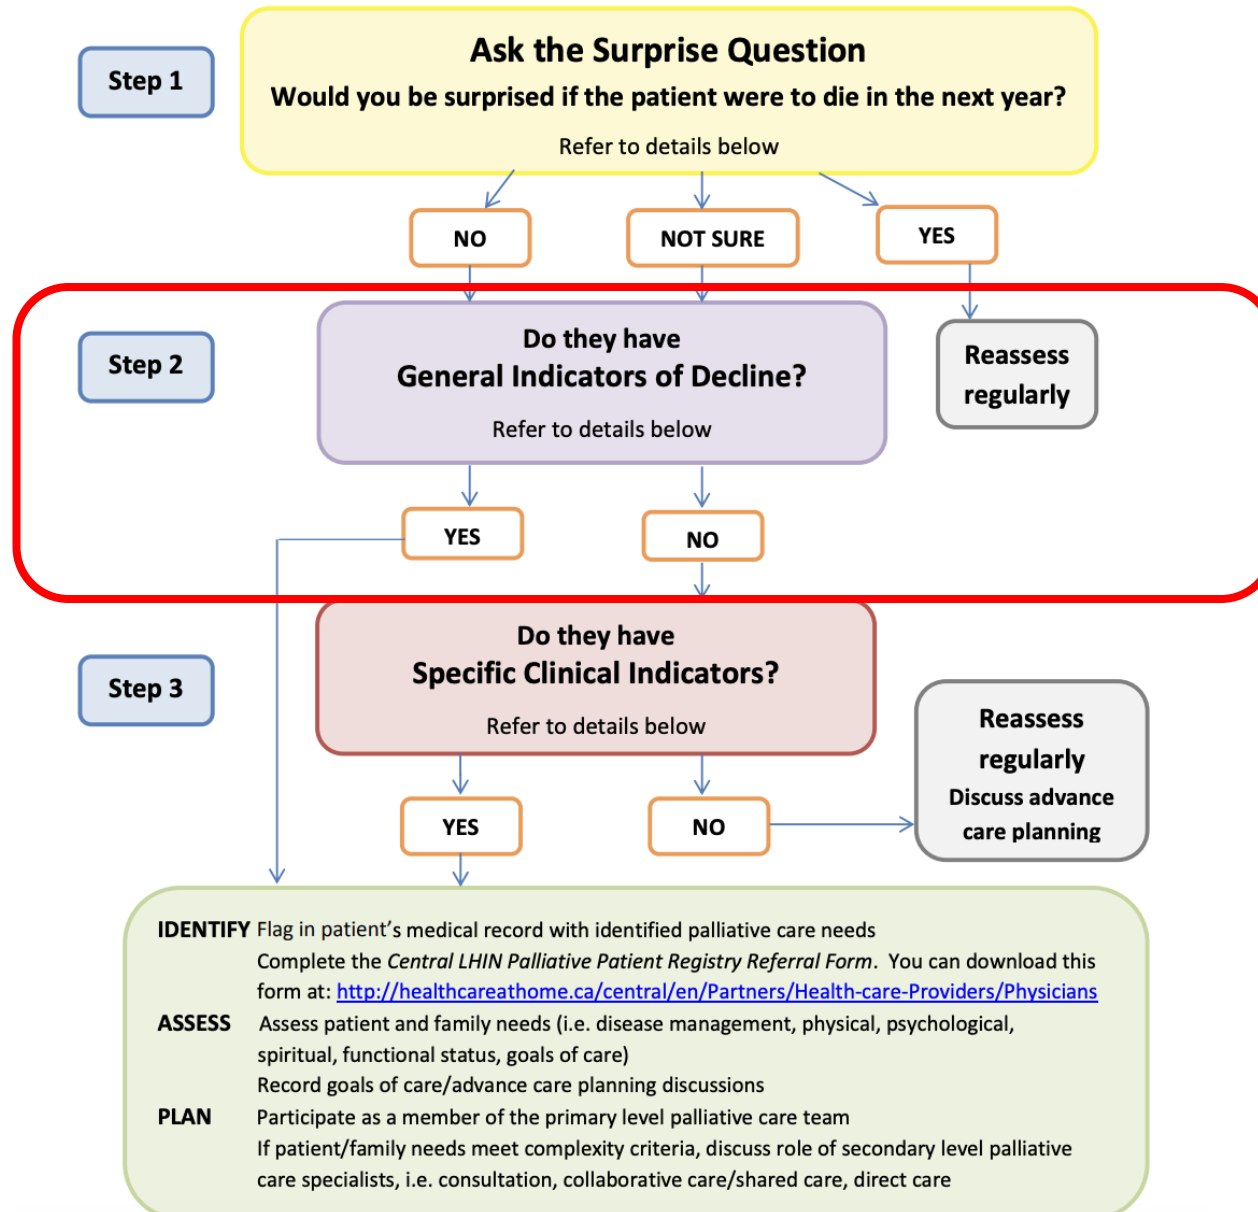 Step 1
Ask the Surprise Question
Would you be surprised if the patient were to die in the next year?
Refer to details below
NO
NOT SURE
YES
Step 2
Do they have
General Indicators of Decline?
Refer to details below
Reassess
regularly
YES
NO
Step 3
Do they have
Specific Clinical Indicators?
Refer to details below
Reassess
regularly
Discuss advance
care planning
YES
NO
IDENTIFY Flag in patient's medical record with identified palliative care needs
Complete the Central LHIN Palliative Patient Registry Referral Form. You can download this
form at: http://healthcareathome.ca/central/en/Partners/Health-care-Providers/Physicians
ASSESS Assess patient and family needs (i.e. disease management, physical, psychological,
spiritual, functional status, goals of care)
Record goals of care/advance care planning discussions
PLAN Participate as a member of the primary level palliative care team
If patient/family needs meet complexity criteria, discuss role of secondary level palliative
care specialists, i.e. consultation, collaborative care/shared care, direct care